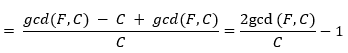 = (gcd(F,C) − C + gcd(F,C)) / C = 2gcd (F,C) / C − 1